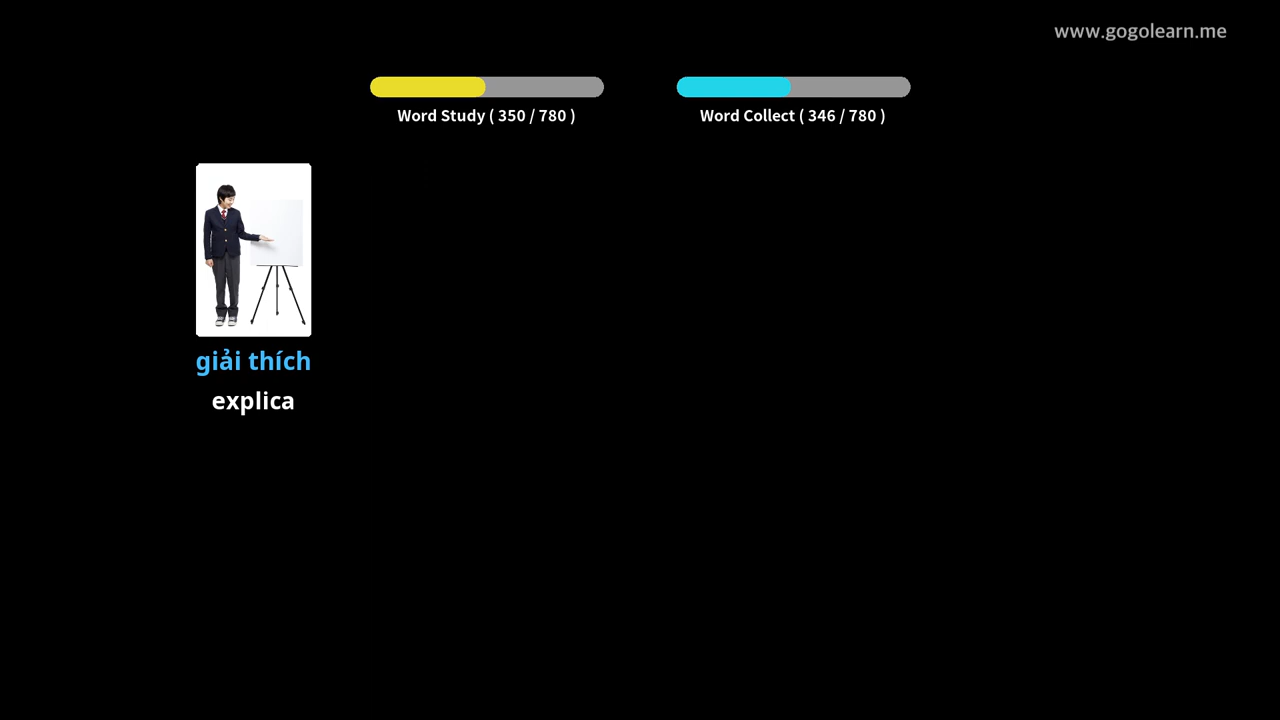 www.gogolearn.me
Word Study ( 350 / 780 )
Word Collect ( 346 / 780 )
giải thích
explica